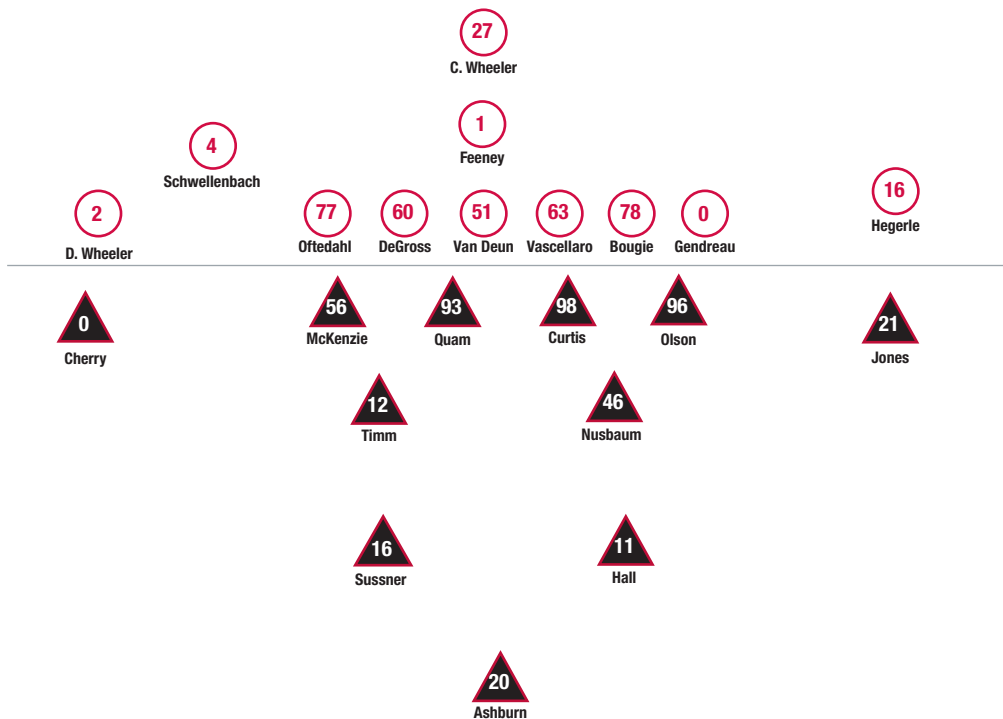 27
C. Wheeler
1
Feeney
4
Schwellenbach
16
Hegerle
2
D. Wheeler
77
Oftedahl
60
DeGross
51
Van Deun
63
Vascellaro
78
Bougie
0
Gendreau
0
Cherry
56
McKenzie
93
Quam
98
Curtis
96
Olson
21
Jones
12
Timm
46
Nusbaum
16
Sussner
11
Hall
20
Ashburn